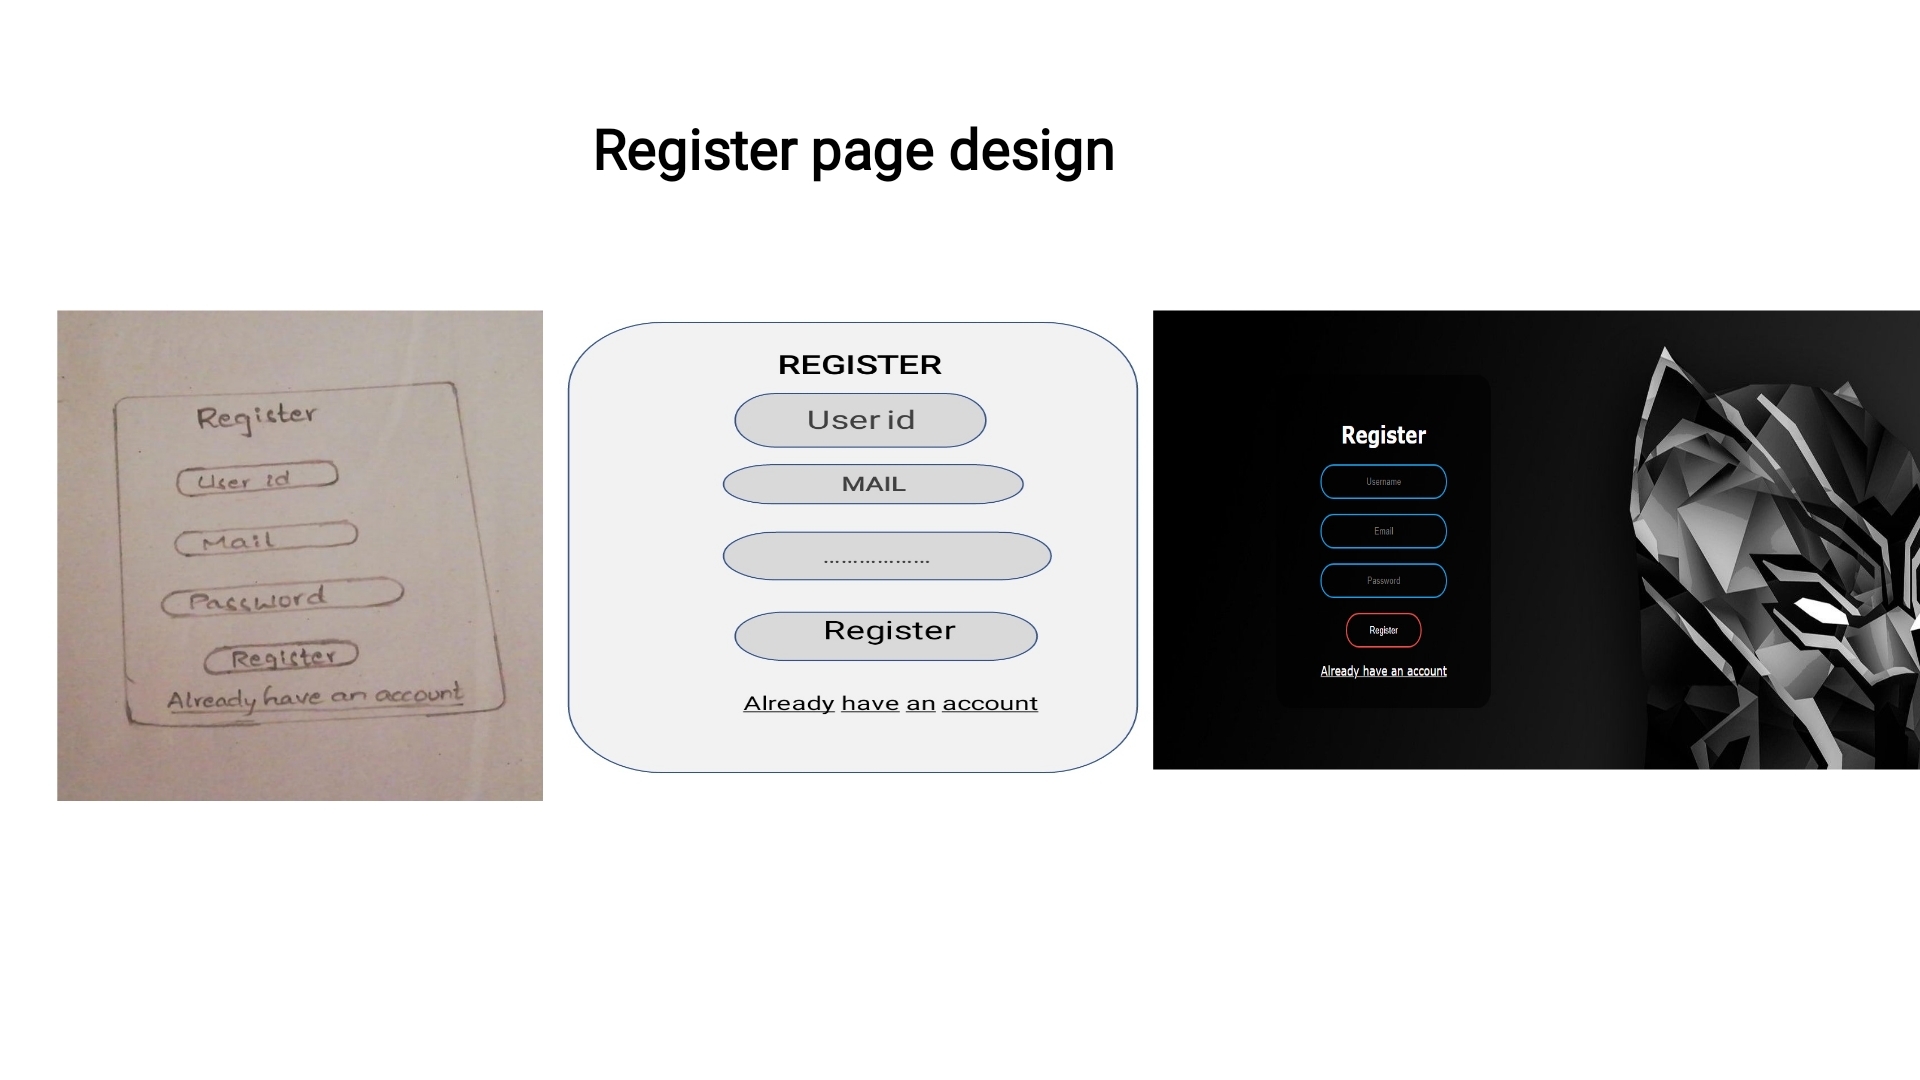 Register page design
Register
User id
Mail
Password
Register
Already have an account
REGISTER
User id
MAIL
..................
Register
Already have an account
Register
Username
Email
Password
Register
Already have an account